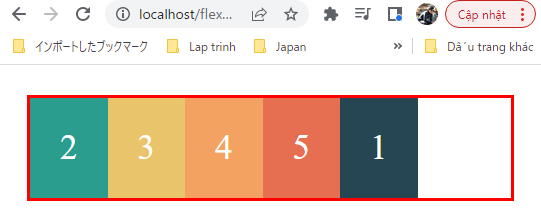 localhost/flex...
Cập nhật
インポートしたブックマーク
Lap trinh
Japan
»
Dấu trang khác
2 3 4 5 1